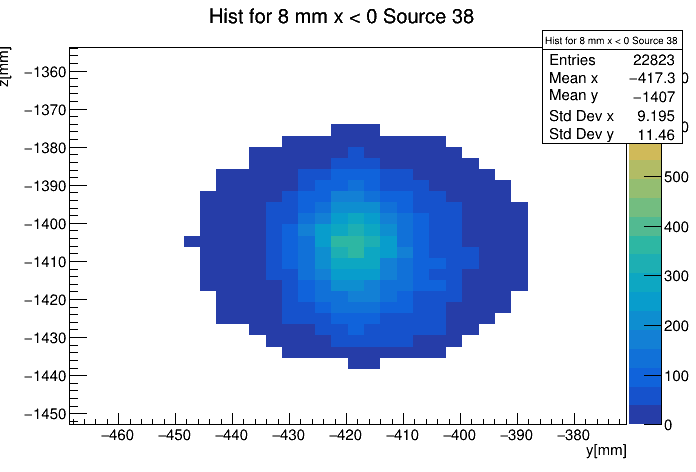 Hist for 8 mm x < 0 Source 38
z[mm]
Hist for 8 mm x < 0 Source 38
Entries 22823
Mean x −417.3
Mean y −1407
Std Dev x 9.195
Std Dev y 11.46
−1360
−1370
−1380
−1390
−1400
−1410
−1420
−1430
−1440
−1450
−460
−450
−440
−430
−420
−410
−400
−390
−380
y[mm]
500
400
300
200
100
0